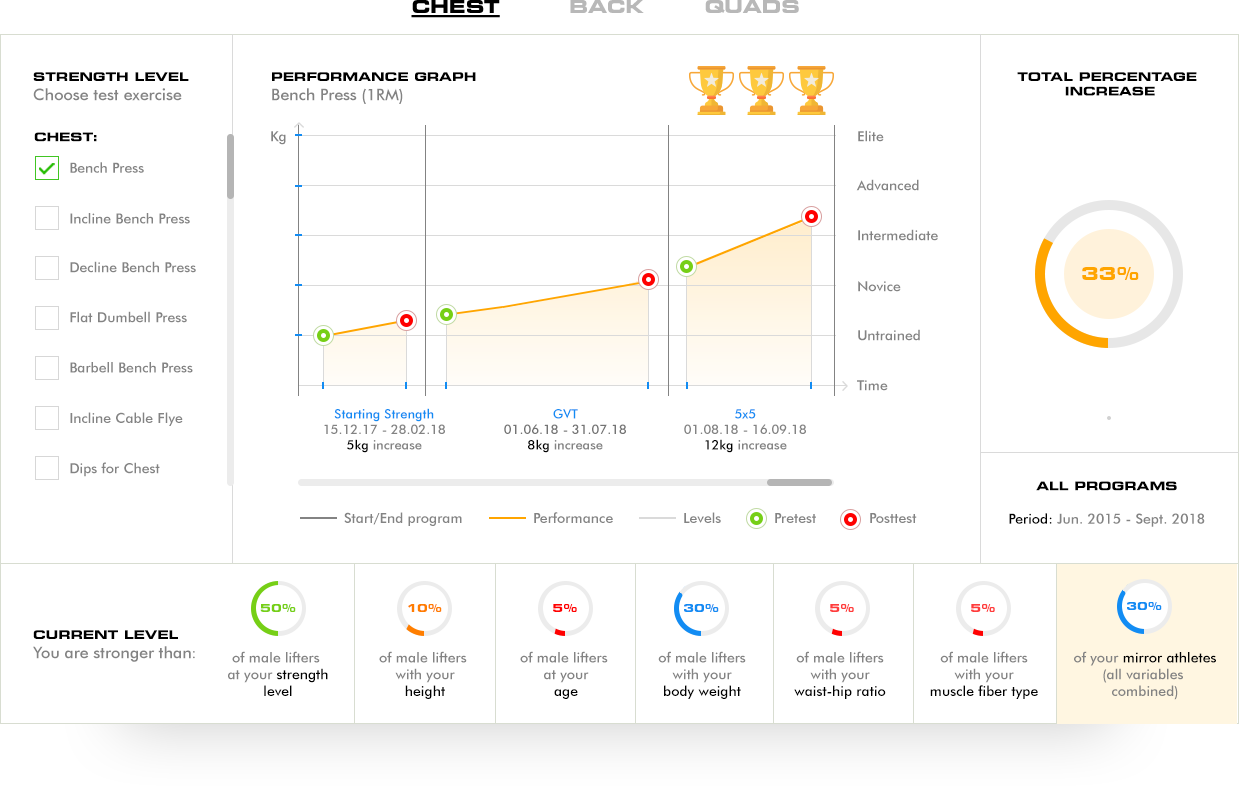 CHEST
BACK
QUADS
STRENGTH LEVEL
Choose test exercise
CHEST:
Bench Press
Incline Bench Press
Decline Bench Press
Flat Dumbell Press
Barbell Bench Press
Incline Cable Flye
Dips for Chest
PERFORMANCE GRAPH
Bench Press (1RM)
Kg
Elite
Advanced
Intermediate
Novice
Untrained
Time
Starting Strength
15.12.17 - 28.02.18
5kg increase
GVT
01.06.18 - 31.07.18
8kg increase
5x5
01.08.18 - 16.09.18
12kg increase
Start/End program
Performance
Levels
Pretest
Posttest
TOTAL PERCENTAGE
INCREASE
33%
ALL PROGRAMS
Period: Jun. 2015 - Sept. 2018
CURRENT LEVEL
You are stronger than:
50%
of male lifters
at your strength
level
10%
of male lifters
with your
height
5%
of male lifters
at your
age
30%
of male lifters
with your
body weight
5%
of male lifters
with your
waist-hip ratio
5%
of male lifters
with your
muscle fiber type
30%
of your mirror athletes
(all variables
combined)